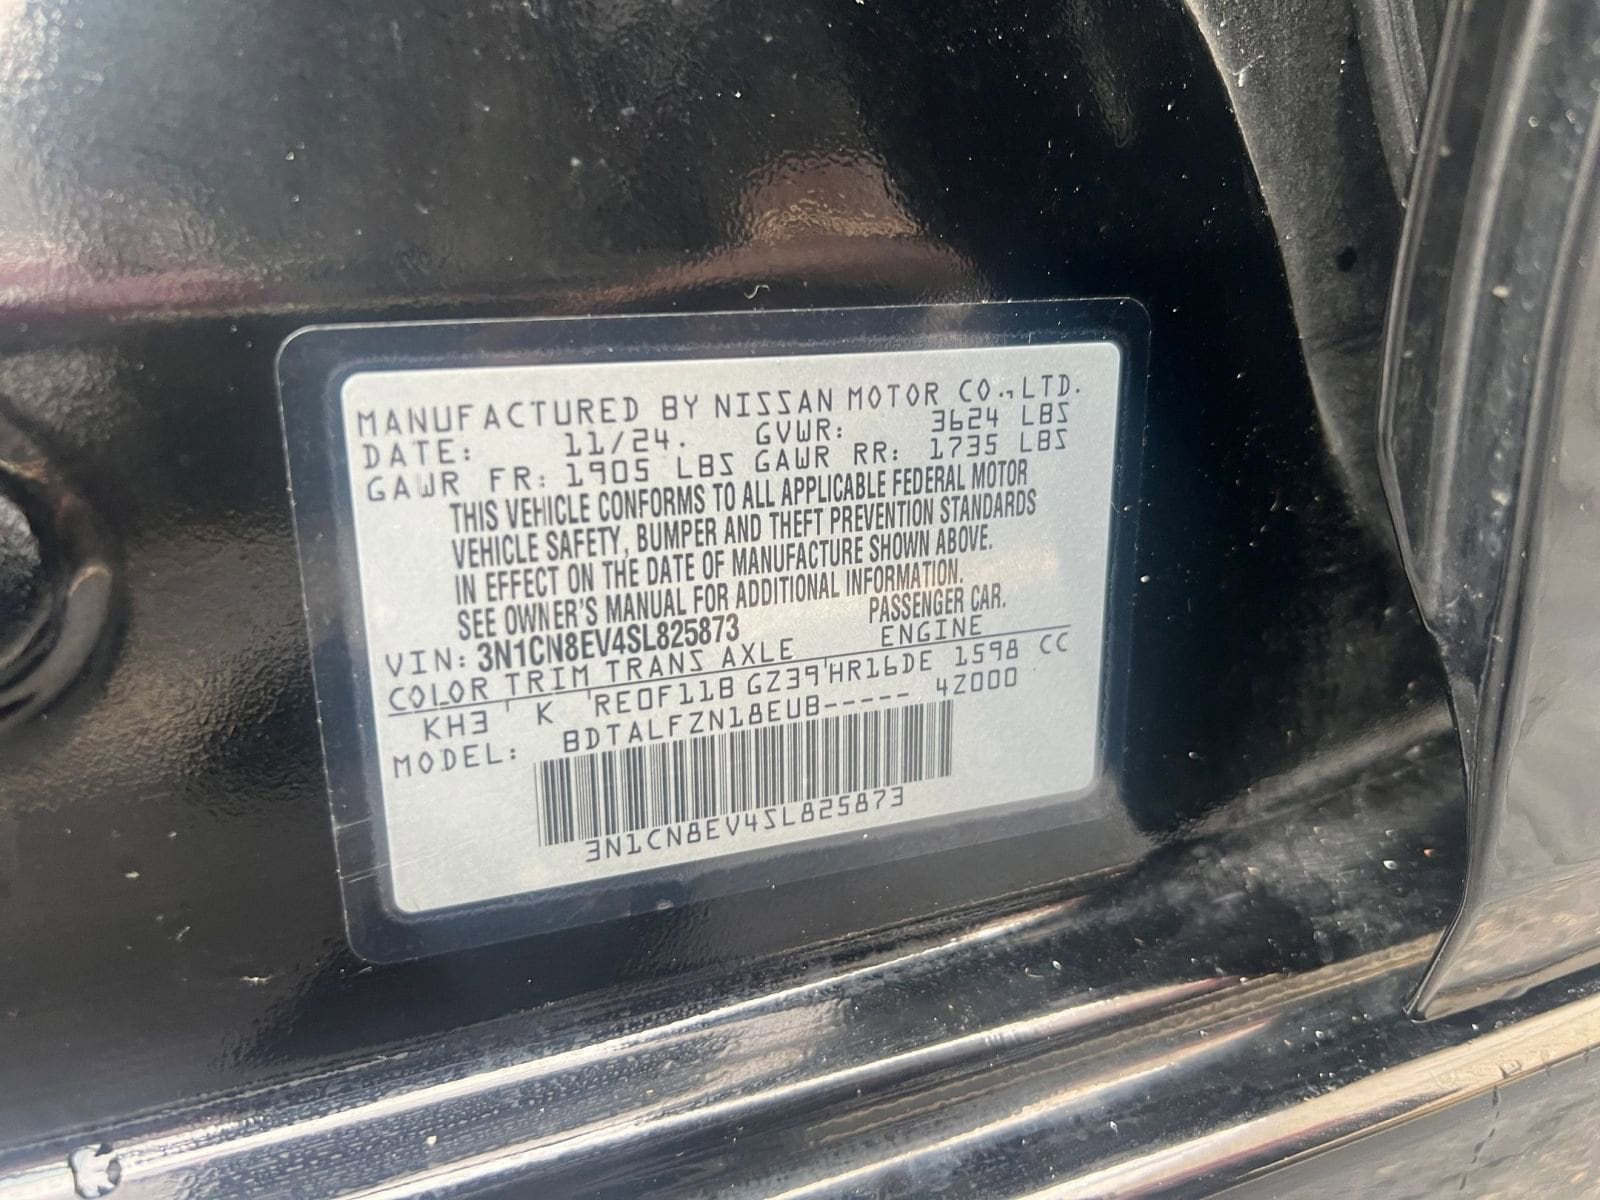 MANUFACTURED BY NISSAN MOTOR CO.,LTD.
DATE: 11/24. GVWR: 3624 LBS
GAWR FR: 1905 LBS GAWR RR: 1735 LBS
THIS VEHICLE CONFORMS TO ALL APPLICABLE FEDERAL MOTOR
VEHICLE SAFETY, BUMPER AND THEFT PREVENTION STANDARDS
IN EFFECT ON THE DATE OF MANUFACTURE SHOWN ABOVE.
SEE OWNER'S MANUAL FOR ADDITIONAL INFORMATION.
VIN: 3N1CN8EV4SL825873 PASSENGER CAR.
COLOR TRIM TRANS AXLE ENGINE
KH3 ' K 'RE0F11B GZ39'HR16DE 1598 CC
MODEL: BDTALFZN18EUB----- 4Z000
3N1CN8EV4SL825873